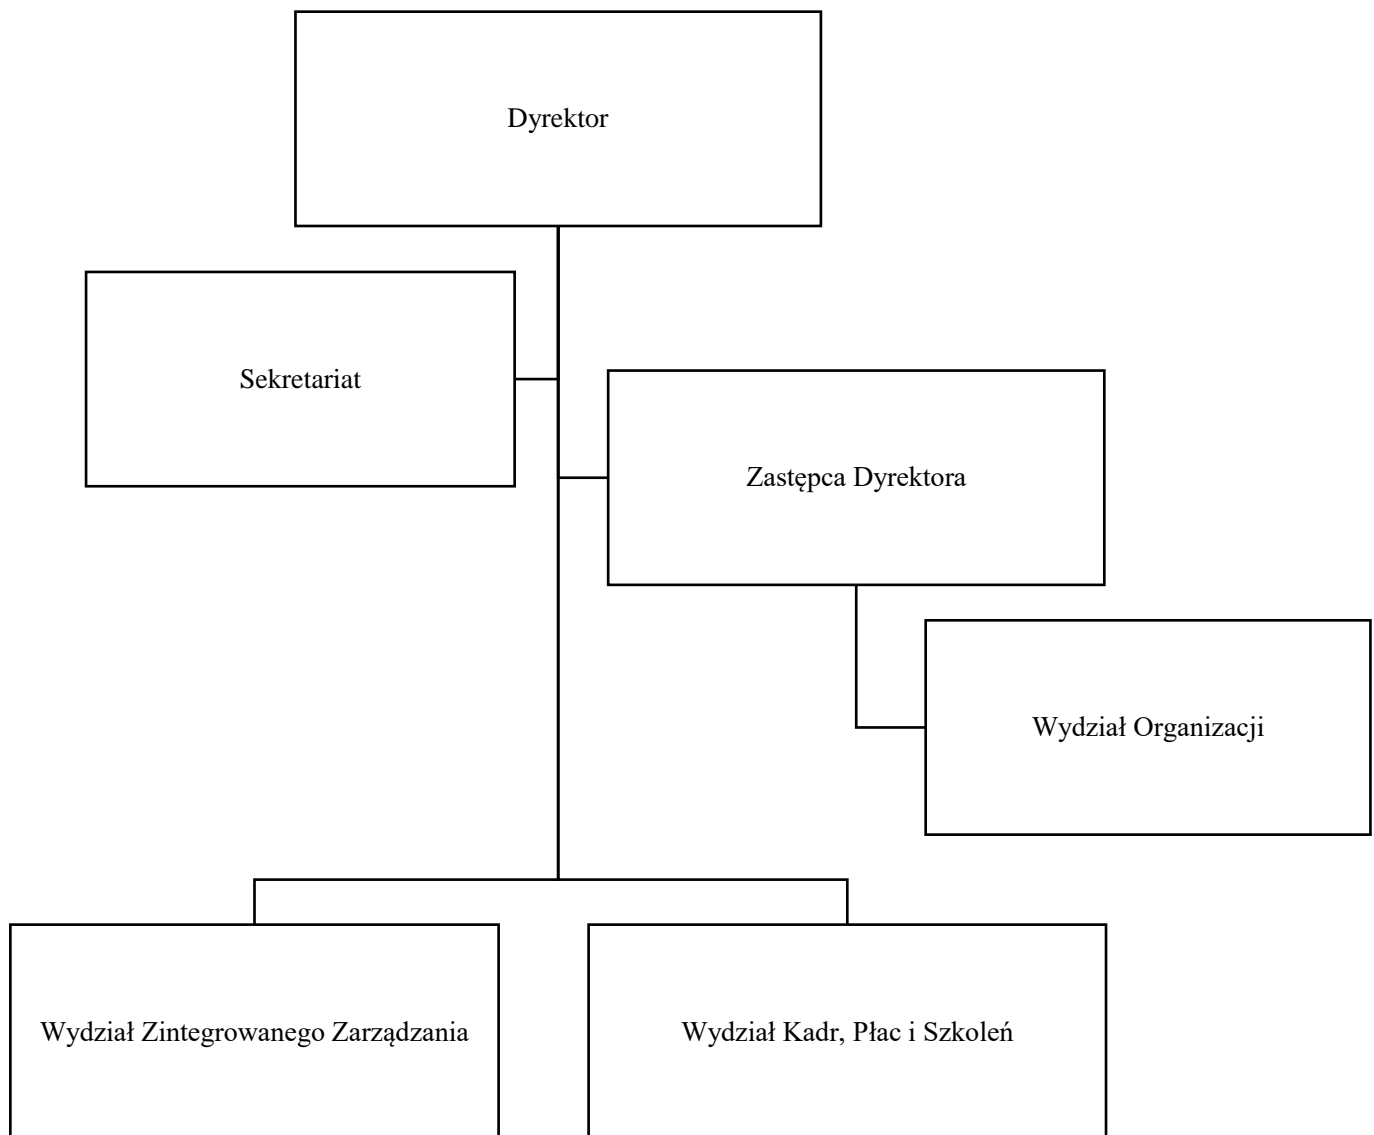 Dyrektor
Sekretariat
Zastępca Dyrektora
Wydział Organizacji
Wydział Zintegrowanego Zarządzania
Wydział Kadr, Płac i Szkoleń